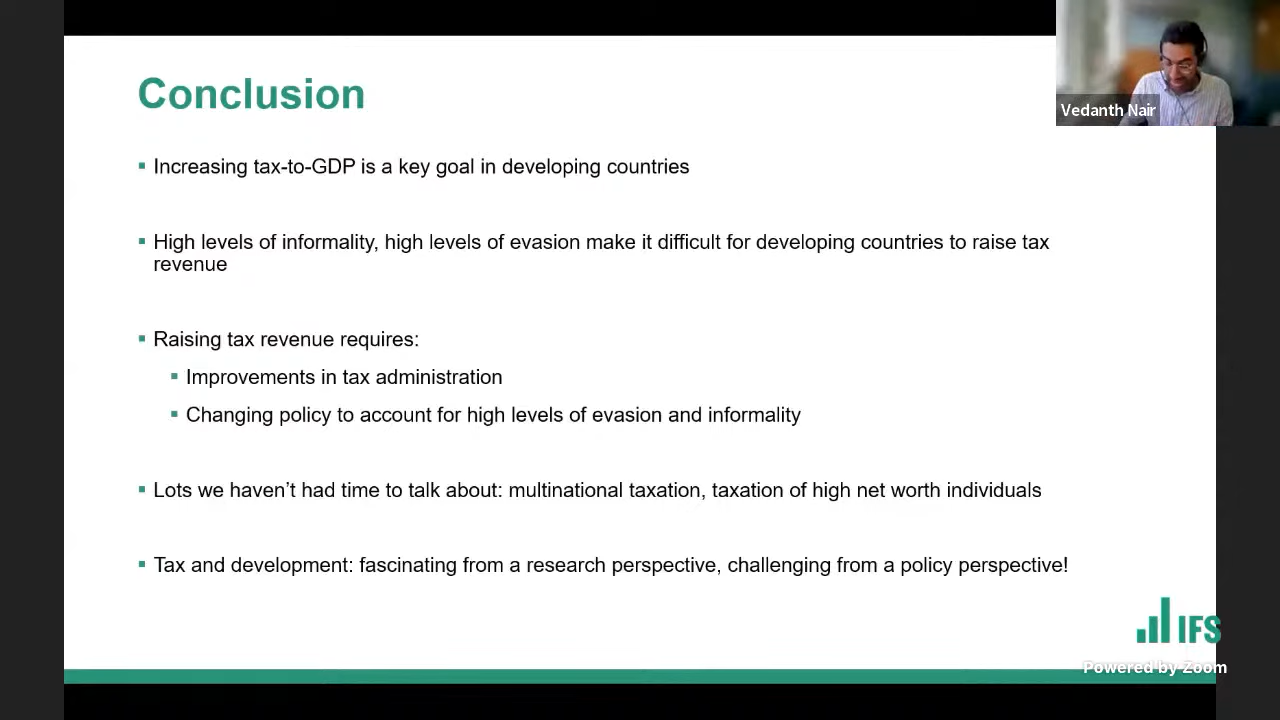 Conclusion
Vedanth Nair
Increasing tax-to-GDP is a key goal in developing countries
High levels of informality, high levels of evasion make it difficult for developing countries to raise tax
revenue
Raising tax revenue requires:
Improvements in tax administration
Changing policy to account for high levels of evasion and informality
Lots we haven’t had time to talk about: multinational taxation, taxation of high net worth individuals
Tax and development: fascinating from a research perspective, challenging from a policy perspective!
IFS
Powered by Zoom